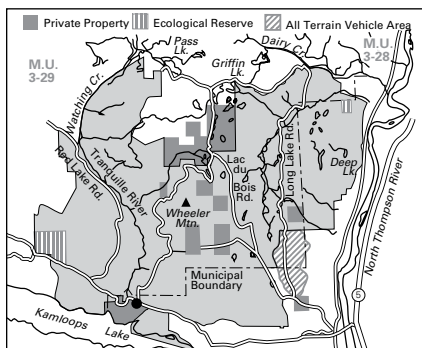 Private Property
Ecological Reserve
All Terrain Vehicle Area
M.U.
3-29
Pass
Lk.
Griffin
Lk.
Dairy Cr.
M.U.
3-28
Watching Cr.
Red Lake Rd.
Tranquille River
Lac
du
Bois
Rd.
Long Lake Rd.
Deep
Lk.
North Thompson River
Wheeler
Mtn.
Municipal
Boundary
5
Kamloops
Lake